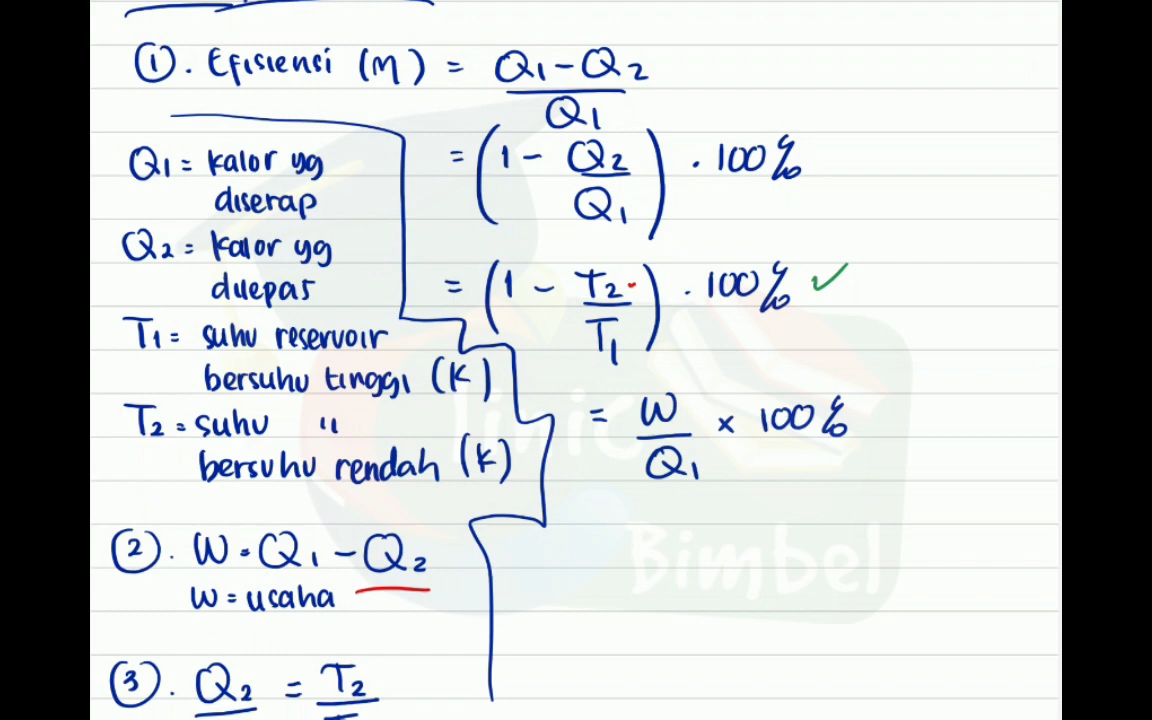 ①. Efisiensi (η) = Q1 - Q2
Q1
= (1 - Q2 / Q1) . 100%
= (1 - T2 / T1) . 100% ✓
= W / Q1 × 100%
Q1 = kalor yg
diserap
Q2 = kalor yg
dilepas
T1 = suhu reservoir
bersuhu tinggi (K)
T2 = suhu "
bersuhu rendah (K)
②. W = Q1 - Q2
W = usaha
③. Q2 = T2
linic
Bimbel